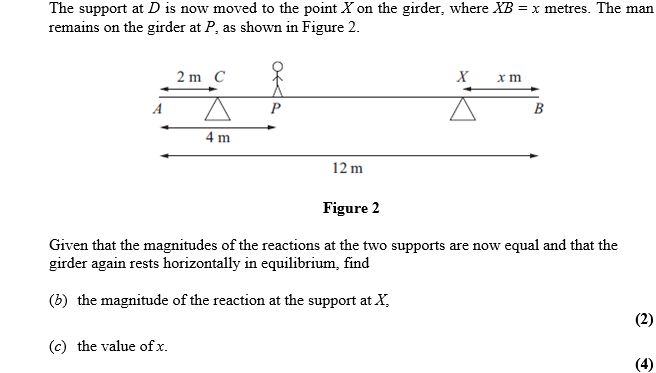 The support at D is now moved to the point X on the girder, where XB = x metres. The man
remains on the girder at P, as shown in Figure 2.
2 m C X x m
A P B
4 m
12 m
Figure 2
Given that the magnitudes of the reactions at the two supports are now equal and that the
girder again rests horizontally in equilibrium, find
(b) the magnitude of the reaction at the support at X,
(2)
(c) the value of x.
(4)